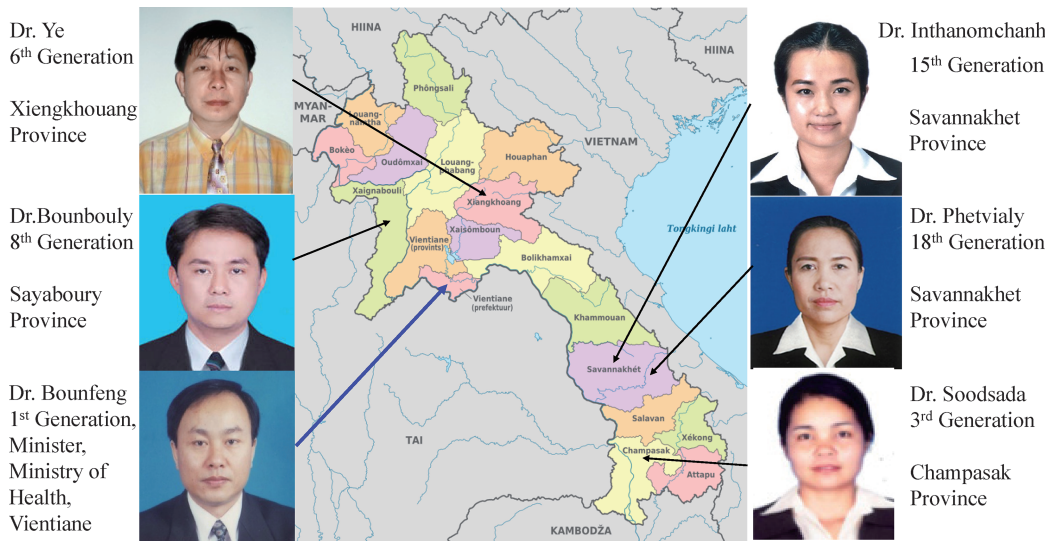 Dr. Ye
6th Generation
Xiengkhouang
Province
Dr.Bounbouly
8th Generation
Sayaboury
Province
Dr. Bounfeng
1st Generation,
Minister,
Ministry of
Health,
Vientiane
HIINA
HIINA
MYAN-
MAR
VIETNAM
Phôngsali
Louang-
namtha
Bokèo
Oudômxai
Louang-
phabang
Houaphan
Xaignabouli
Xiangkhoang
Vientiane
(provints)
Xaisômboun
Bolikhamxai
Vientiane
(prefektuur)
Tongkingi laht
Khammouan
Savannakhét
Salavan
TAI
Champasak
Xékong
Attapu
KAMBODŽA
Dr. Inthanomchanh
15th Generation
Savannakhet
Province
Dr. Phetvialy
18th Generation
Savannakhet
Province
Dr. Soodsada
3rd Generation
Champasak
Province